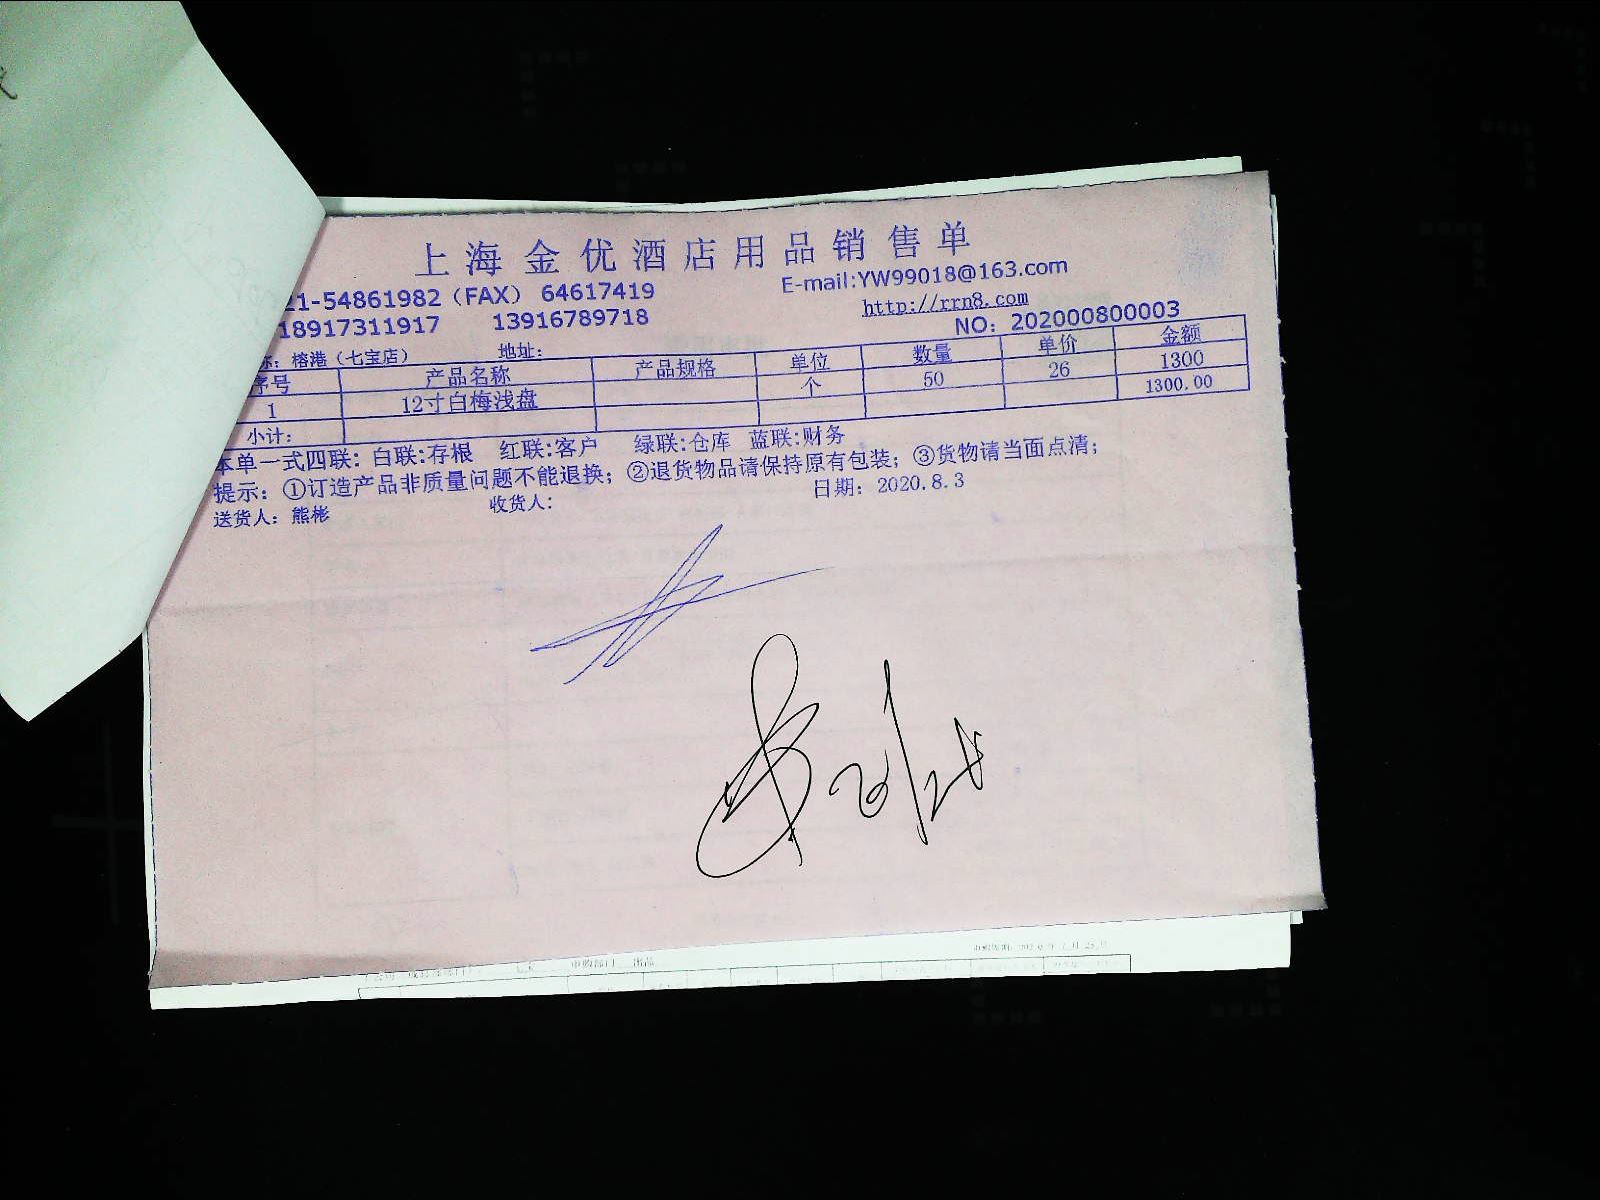 上海金优酒店用品销售单
21-54861982（FAX） 64617419 E-mail:YW99018@163.com
18917311917 13916789718 http://rrn8.com
NO：202000800003
称：榕港（七宝店） 地址：
序号 产品名称 产品规格 单位 数量 单价 金额
1 12寸白梅浅盘 个 50 26 1300
小计： 1300.00
本单一式四联：白联:存根 红联:客户 绿联:仓库 蓝联:财务
提示：①订造产品非质量问题不能退换；②退货物品请保持原有包装；③货物请当面点清；
送货人：熊彬 收货人： 日期：2020.8.3